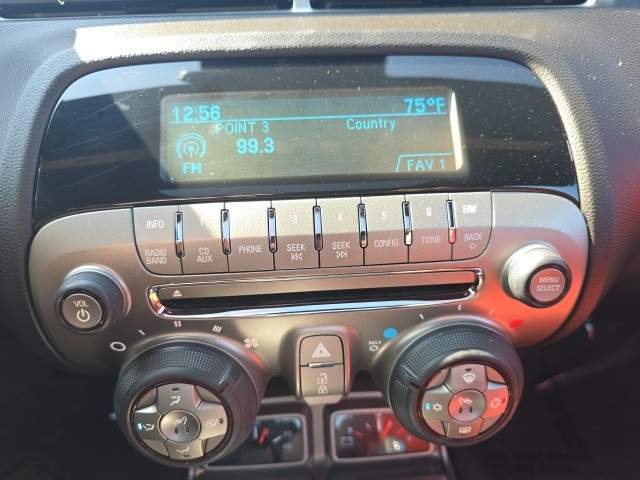 12:56 75°F
POINT 3 Country
99.3
FM FAV 1
INFO 3 4 5 6 FAV
RADIO BAND
CD AUX
PHONE
SEEK
SEEK
CONFIG
TONE
BACK
VOL
MENU SELECT
MAX